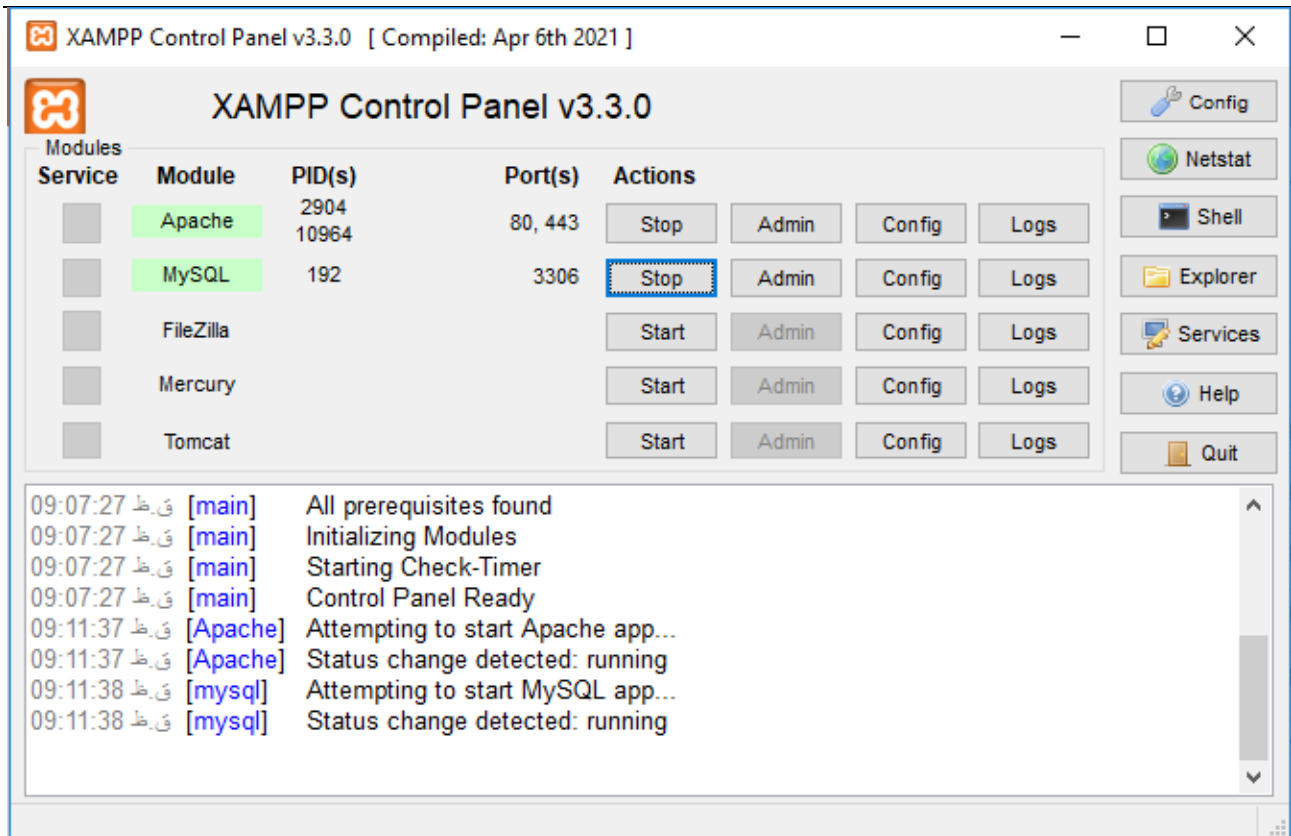 XAMPP Control Panel v3.3.0 [ Compiled: Apr 6th 2021 ]
XAMPP Control Panel v3.3.0
Config
Modules
Netstat
Service Module PID(s) Port(s) Actions
Apache 2904 10964 80, 443 Stop Admin Config Logs
Shell
MySQL 192 3306 Stop Admin Config Logs
Explorer
FileZilla Start Admin Config Logs
Services
Mercury Start Admin Config Logs
Help
Tomcat Start Admin Config Logs
Quit
09:07:27 ق.ظ [main] All prerequisites found
09:07:27 ق.ظ [main] Initializing Modules
09:07:27 ق.ظ [main] Starting Check-Timer
09:07:27 ق.ظ [main] Control Panel Ready
09:11:37 ق.ظ [Apache] Attempting to start Apache app...
09:11:37 ق.ظ [Apache] Status change detected: running
09:11:38 ق.ظ [mysql] Attempting to start MySQL app...
09:11:38 ق.ظ [mysql] Status change detected: running